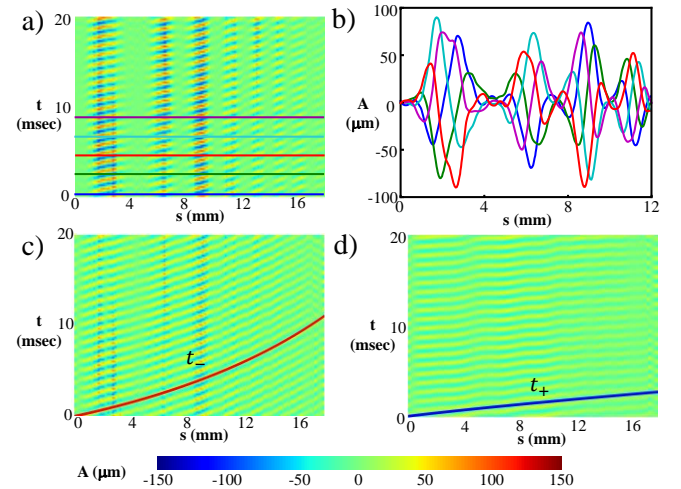 a)
20
t
10
(msec)
0
0 4 8 12 16
s (mm)
b)
100
50
A 0
(μm)
-50
-100
0 4 8 12
s (mm)
c)
20
t
(msec)
10
t₋
0
0 4 8 12 16
s (mm)
d)
20
t
(msec)
10
t₊
0
0 4 8 12 16
s (mm)
A (μm)
-150 -100 -50 0 50 100 150